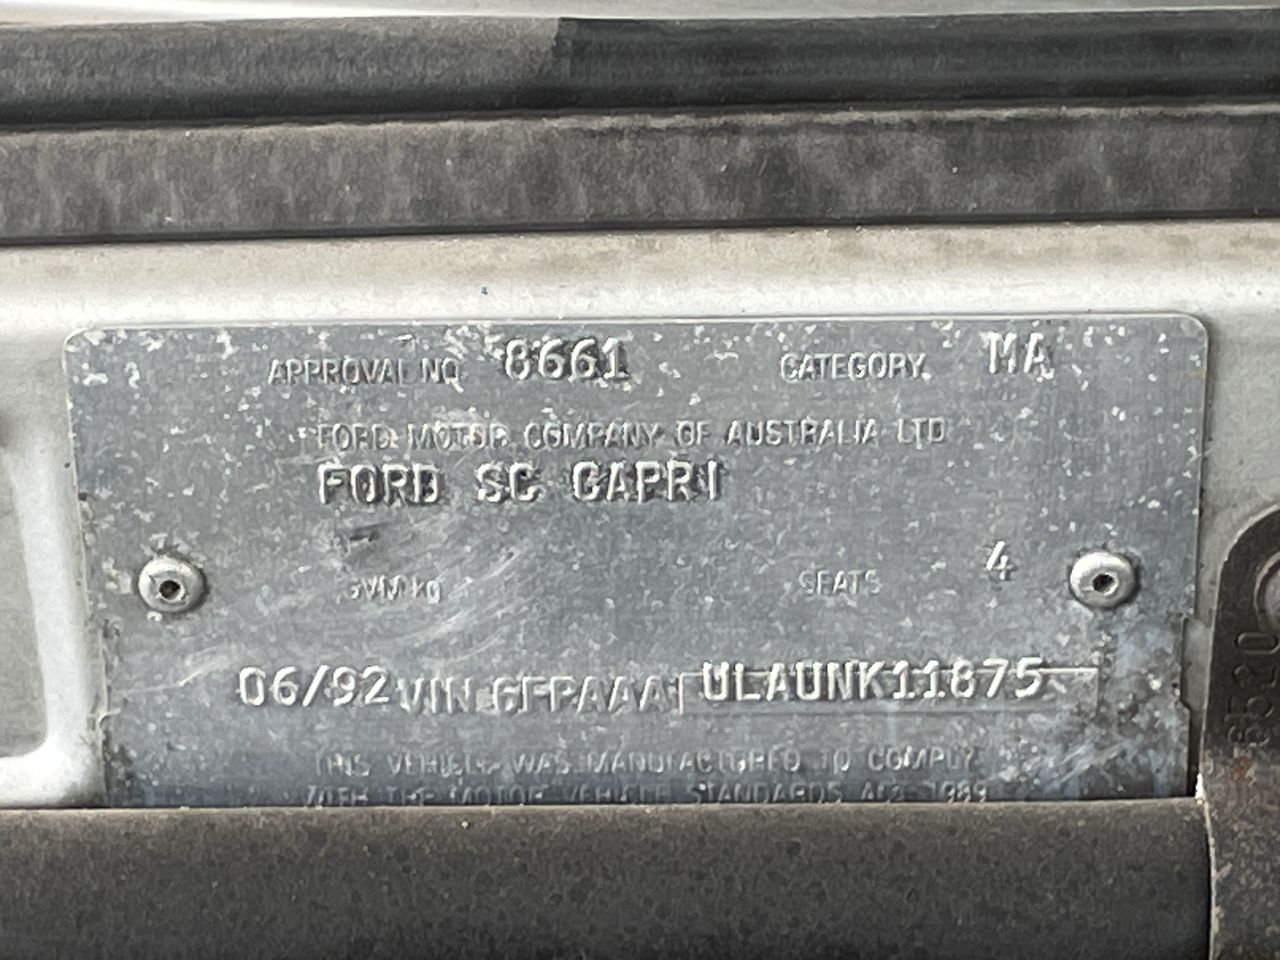 APPROVAL NO. 8661 CATEGORY. MA
FORD MOTOR COMPANY OF AUSTRALIA LTD
FORD SC CAPRI
GVM KG SEATS 4
06/92 VIN 6FPAAA ULAUNK11875
THIS VEHICLE WAS MANUFACTURED TO COMPLY
WITH THE MOTOR VEHICLE STANDARDS ACT 1989
6520